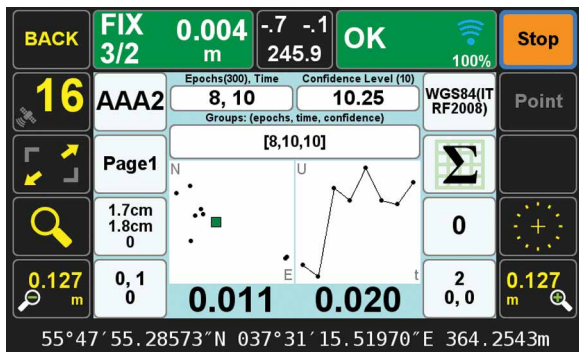 BACK
FIX
3/2
0.004
m
-.7 -.1
245.9
OK
100%
Stop
16
AAA2
Epochs(300), Time
8, 10
Confidence Level (10)
10.25
WGS84(IT
RF2008)
Point
Groups: (epochs, time, confidence)
[8,10,10]
Page1
N
U
Σ
1.7cm
1.8cm
0
0
E
t
0.127
m
0, 1
0
0.011
0.020
2
0, 0
0.127
m
55°47′55.28573″N 037°31′15.51970″E 364.2543m